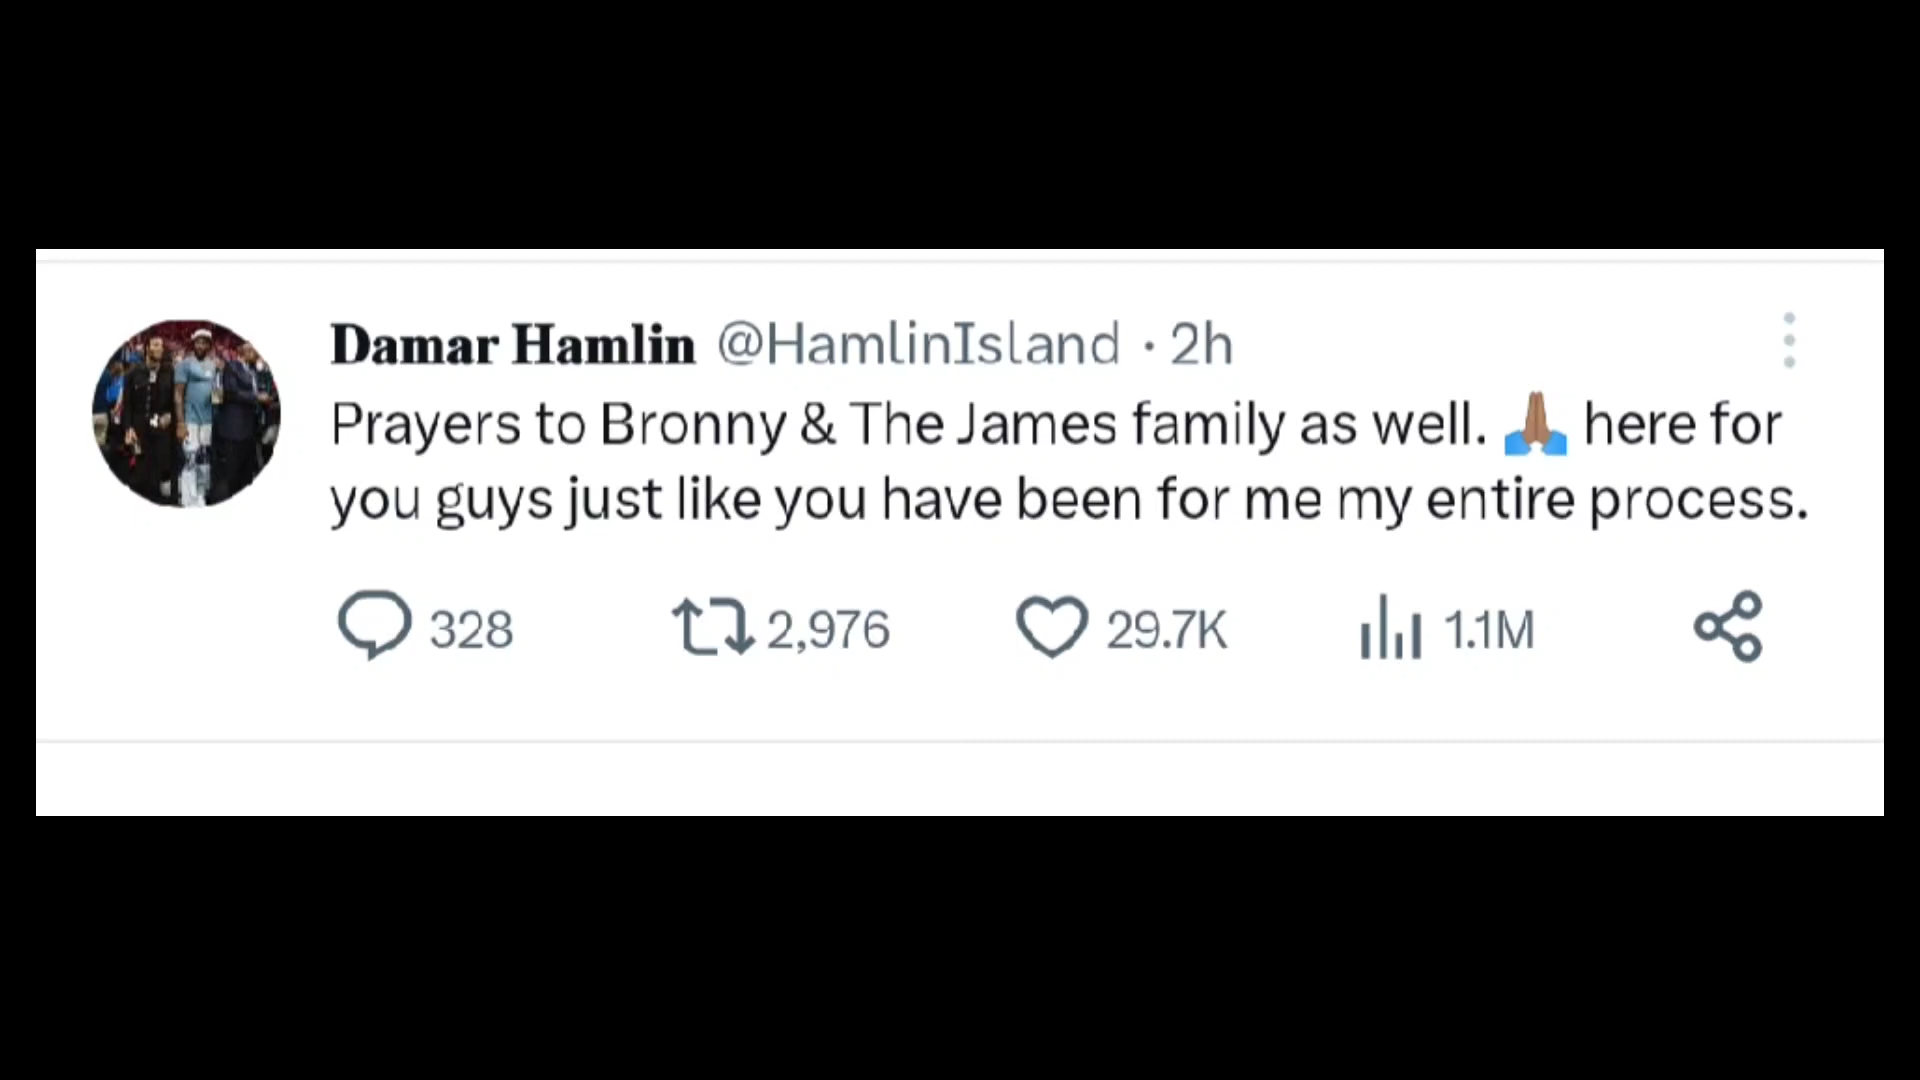 Damar Hamlin @HamlinIsland · 2h
Prayers to Bronny & The James family as well. 🙏🏾 here for
you guys just like you have been for me my entire process.
328 2,976 29.7K 1.1M